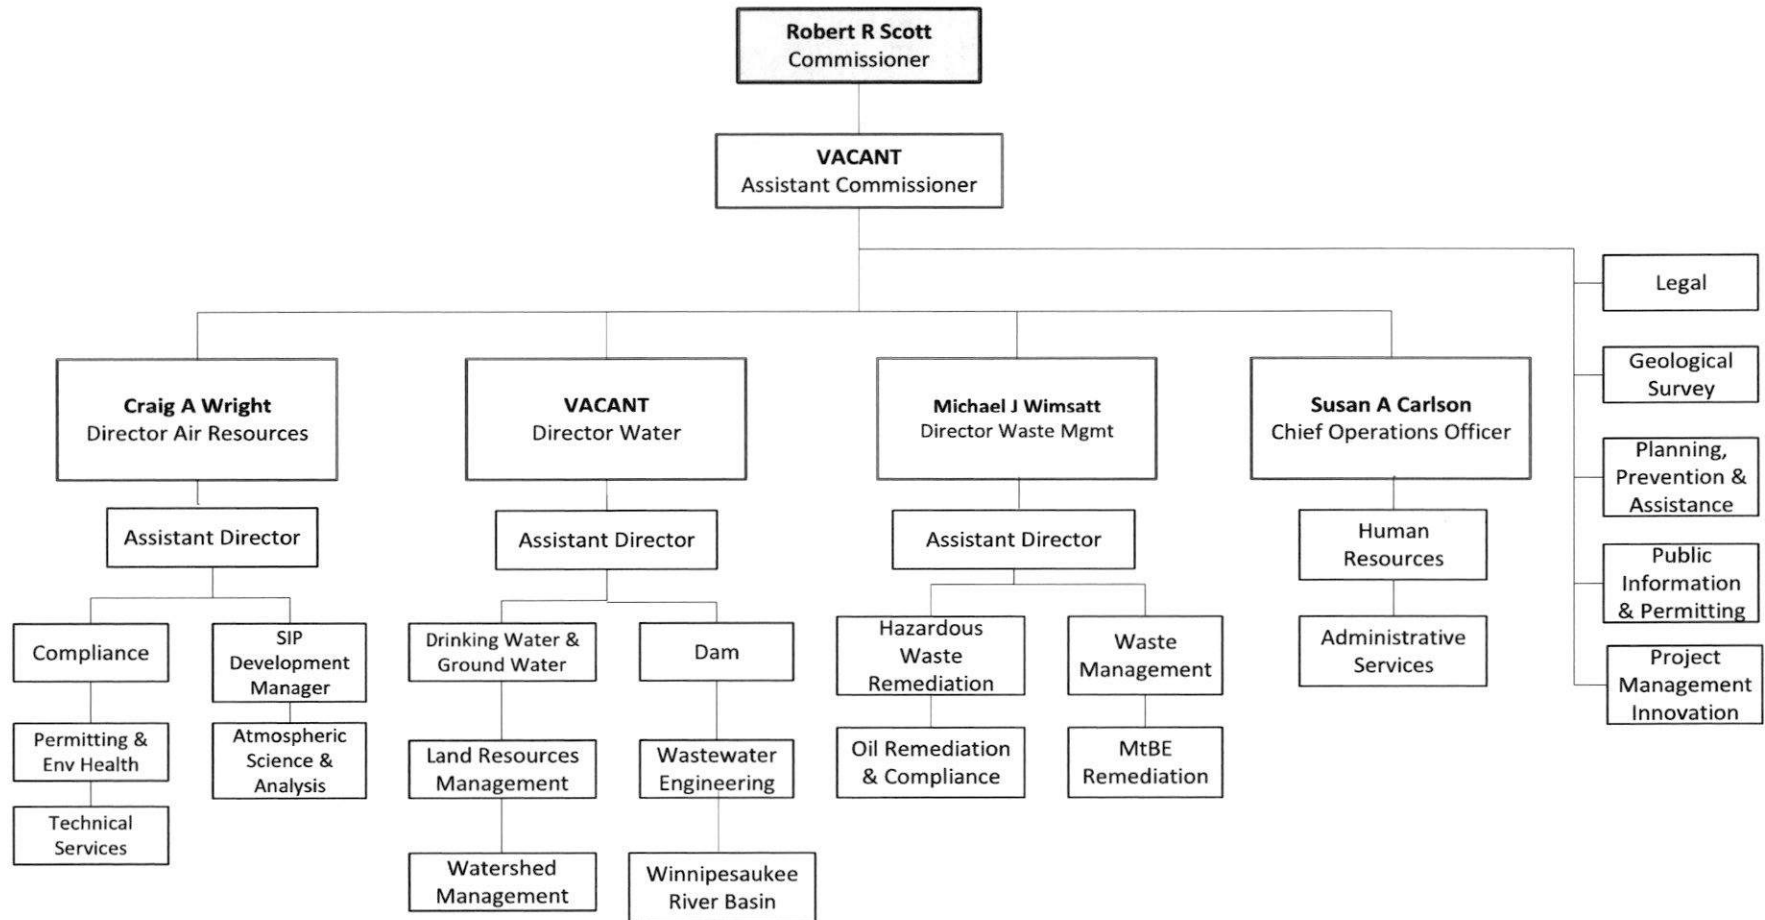 Robert R Scott
Commissioner
VACANT
Assistant Commissioner
Legal
Geological
Survey
Planning,
Prevention &
Assistance
Public
Information
& Permitting
Project
Management
Innovation
Craig A Wright
Director Air Resources
VACANT
Director Water
Michael J Wimsatt
Director Waste Mgmt
Susan A Carlson
Chief Operations Officer
Assistant Director
Compliance
Permitting &
Env Health
Technical
Services
SIP
Development
Manager
Atmospheric
Science &
Analysis
Assistant Director
Drinking Water &
Ground Water
Land Resources
Management
Watershed
Management
Dam
Wastewater
Engineering
Winnipesaukee
River Basin
Assistant Director
Hazardous
Waste
Remediation
Oil Remediation
& Compliance
Waste
Management
MtBE
Remediation
Human
Resources
Administrative
Services